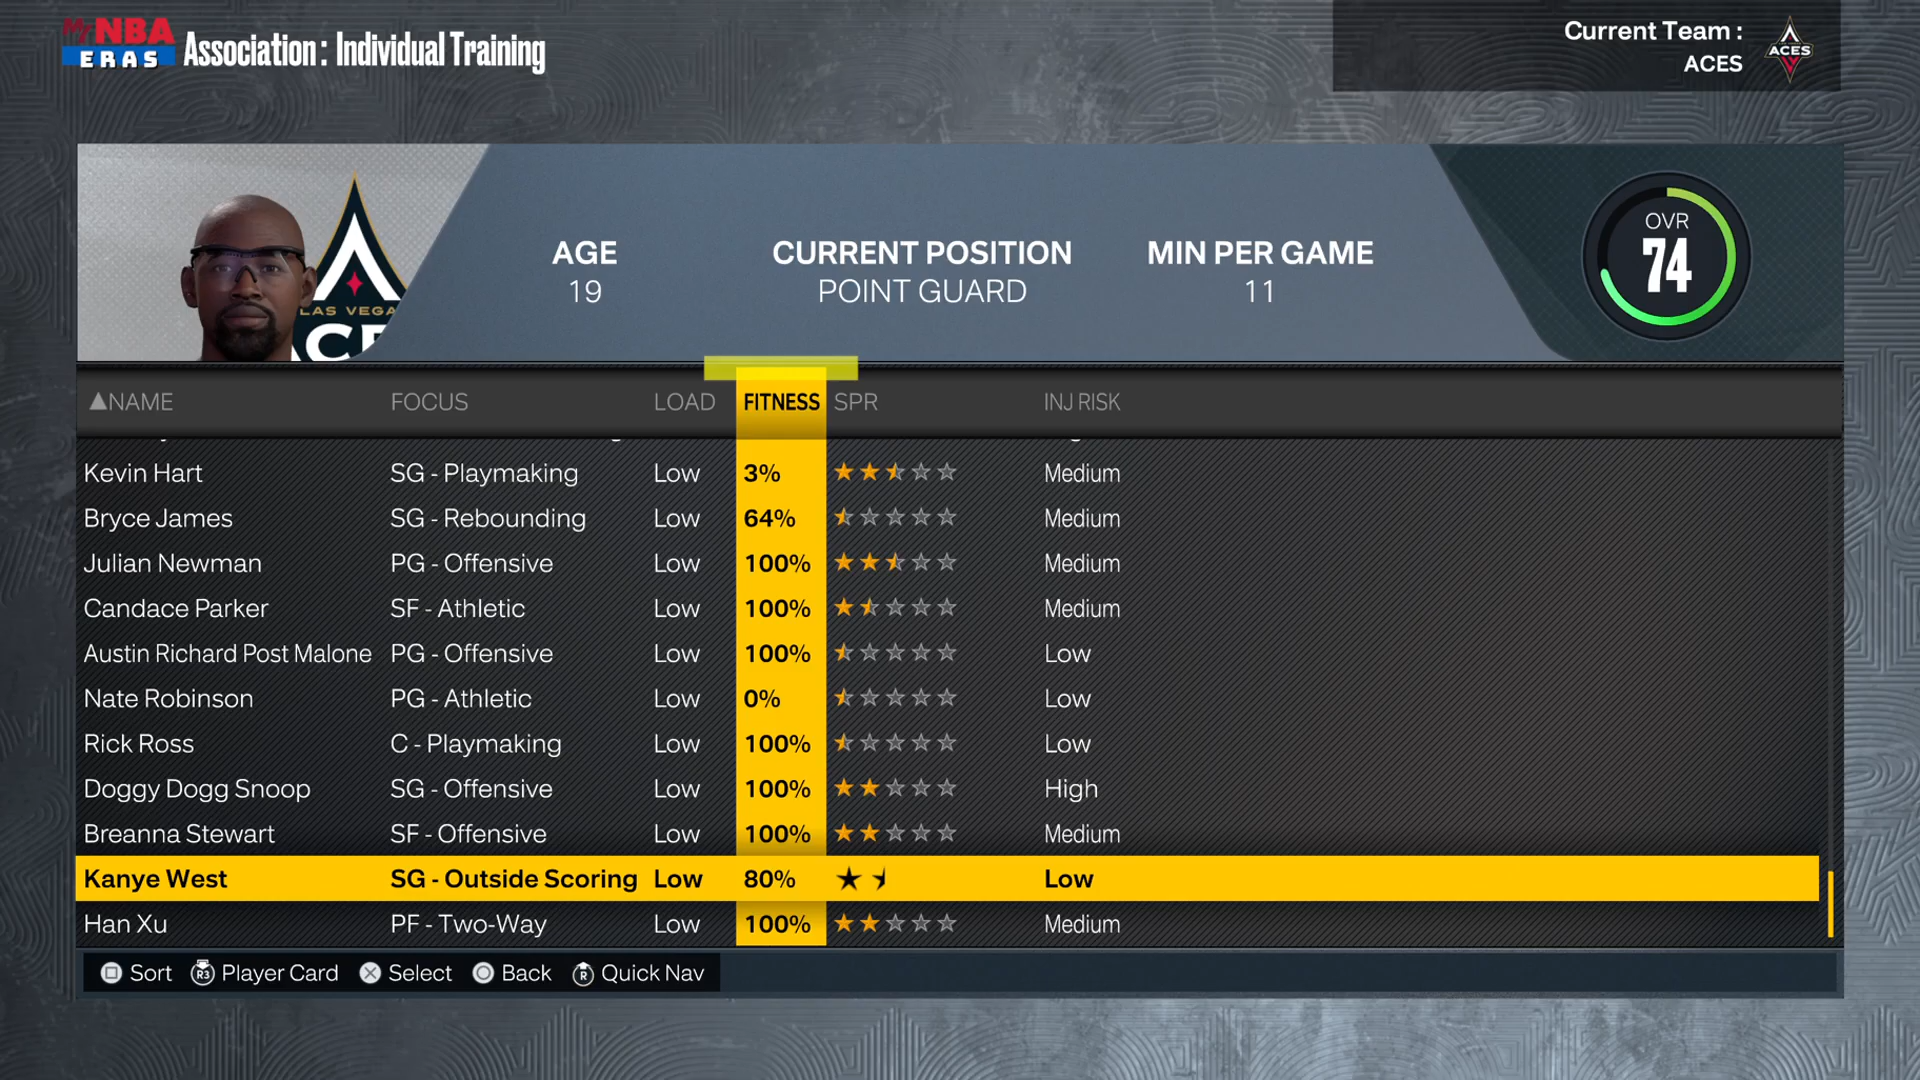 My NBA ERAS Association : Individual Training
Current Team :
ACES
ACES
LAS VEGA
ACE
AGE
19
CURRENT POSITION
POINT GUARD
MIN PER GAME
11
OVR
74
▲NAME FOCUS LOAD FITNESS SPR INJ RISK
Kevin Hart SG - Playmaking Low 3% Medium
Bryce James SG - Rebounding Low 64% Medium
Julian Newman PG - Offensive Low 100% Medium
Candace Parker SF - Athletic Low 100% Medium
Austin Richard Post Malone PG - Offensive Low 100% Low
Nate Robinson PG - Athletic Low 0% Low
Rick Ross C - Playmaking Low 100% Low
Doggy Dogg Snoop SG - Offensive Low 100% High
Breanna Stewart SF - Offensive Low 100% Medium
Kanye West SG - Outside Scoring Low 80% Low
Han Xu PF - Two-Way Low 100% Medium
Sort R3 Player Card Select Back R Quick Nav